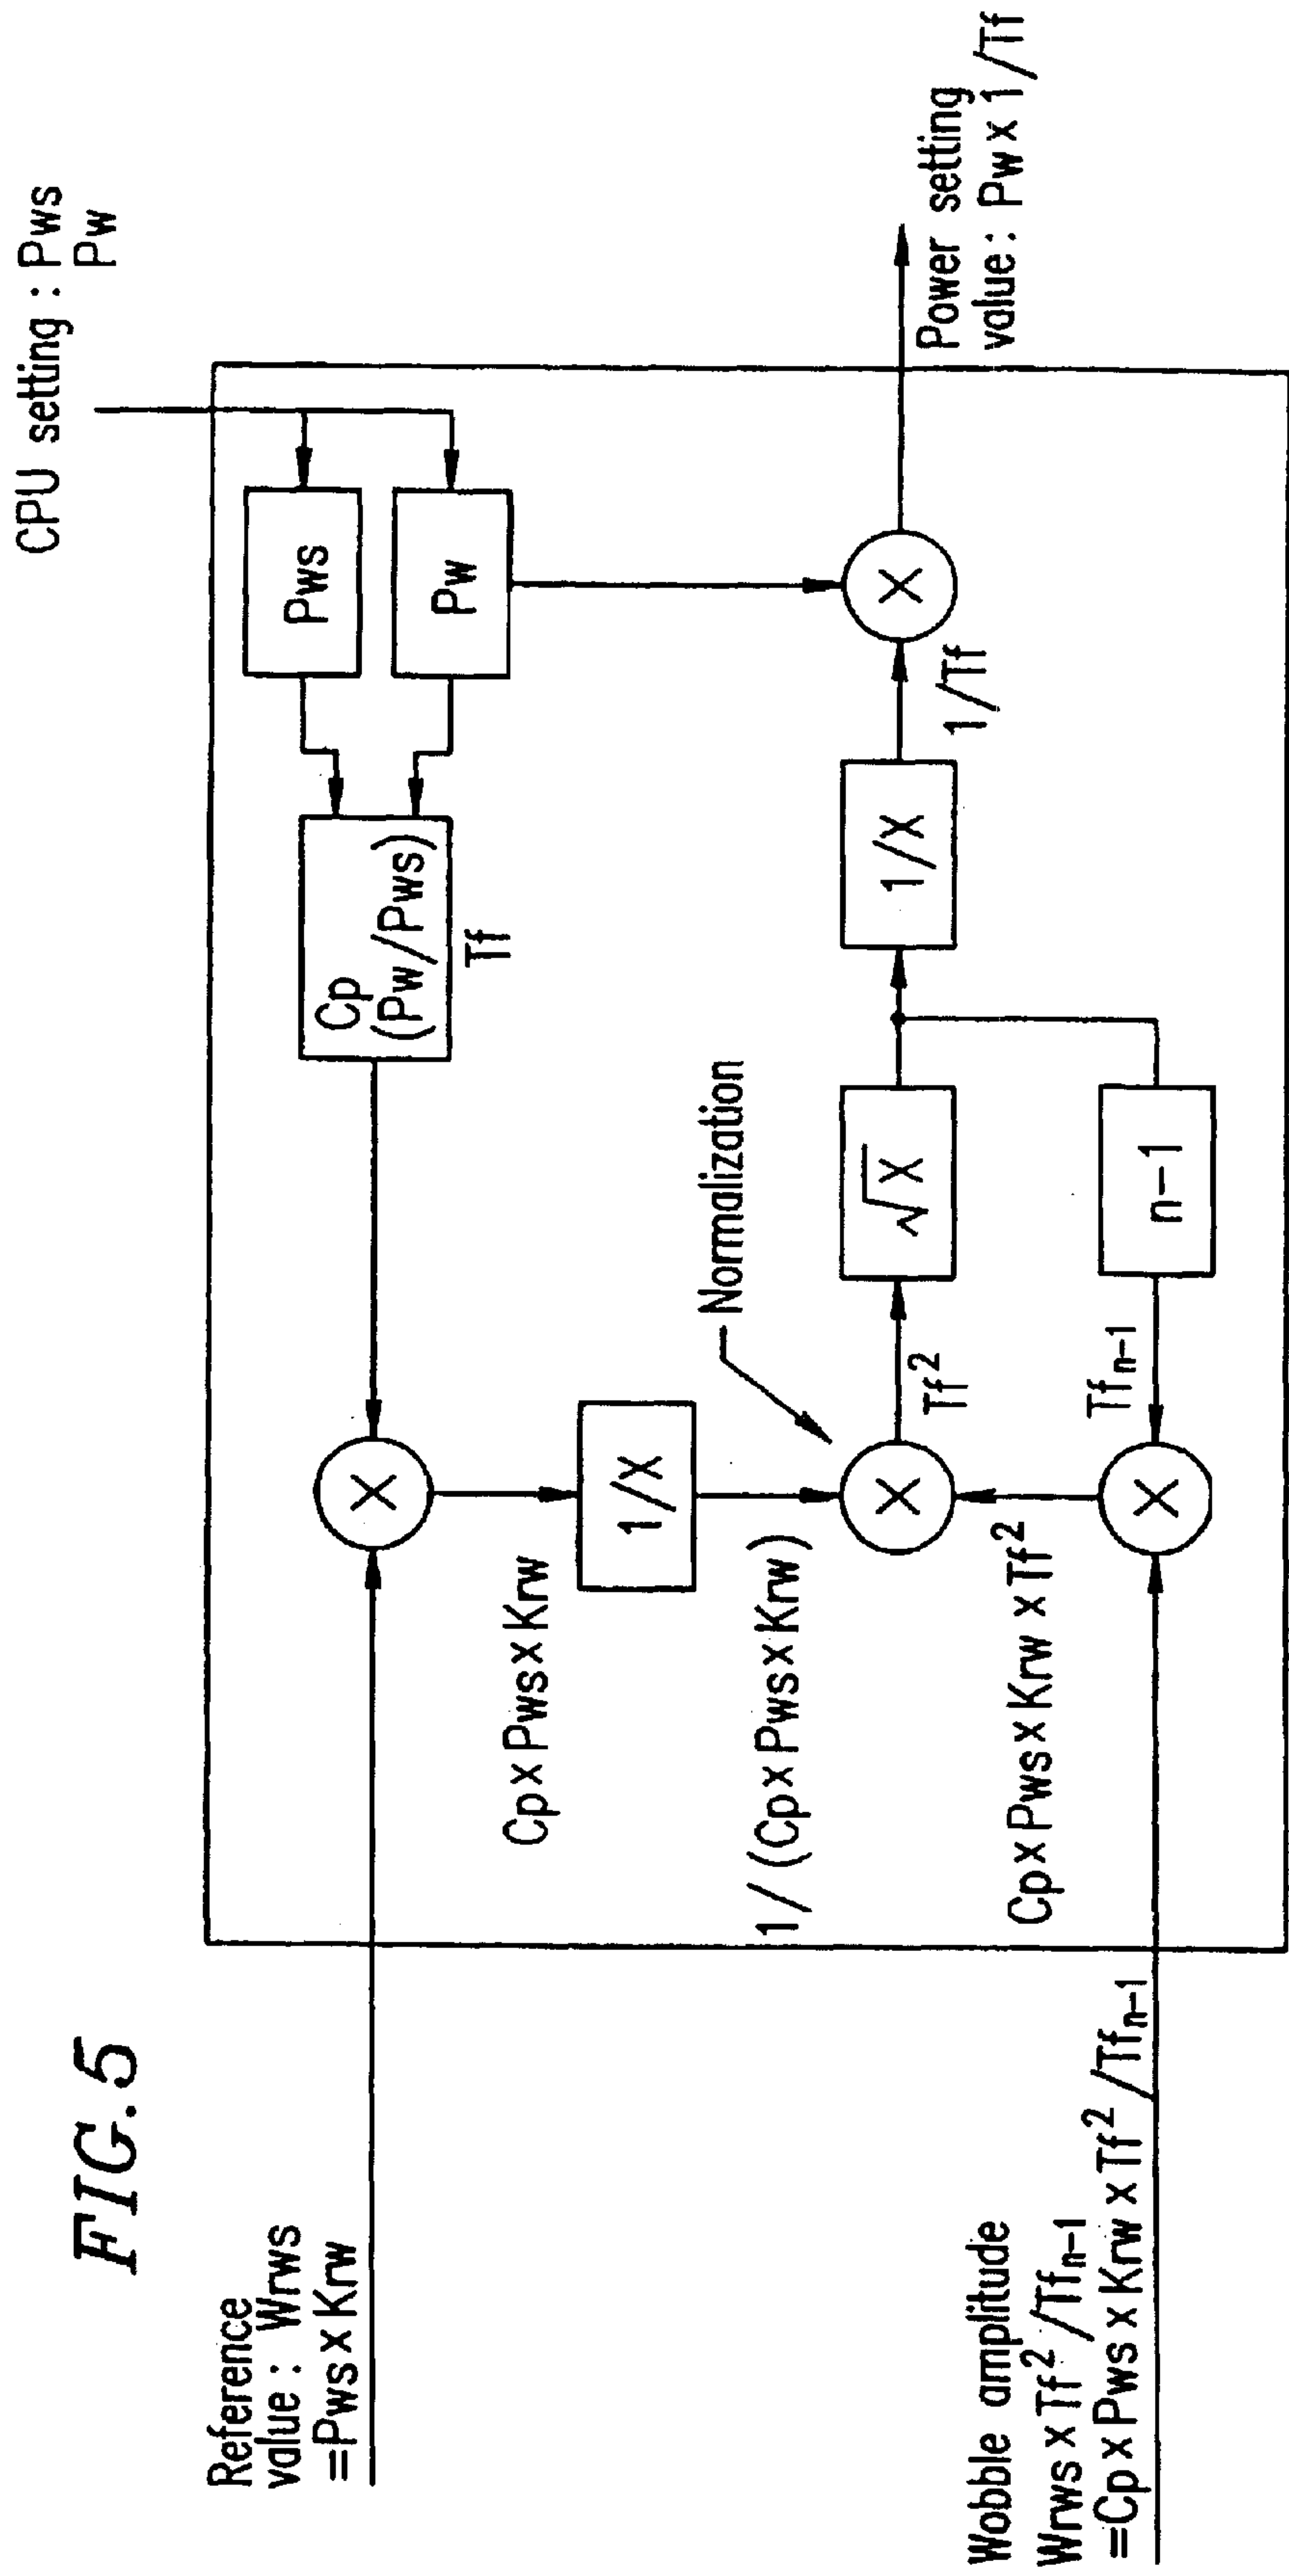 FIG.5
CPU setting : Pws
Pw
Reference
value : Wrws
=Pws x Krw
Pws
Pw
Cp
(Pw/Pws)
Tf
X
Cp x Pws x Krw
1/X
1/(Cp x Pws x Krw)
Normalization
X
Tf²
√X
1/X
1/Tf
X
Power setting
value : Pw x 1/Tf
Cp x Pws x Krw x Tf²
Tfn-1
n-1
X
Wobble amplitude
Wrws x Tf²/Tfn-1
=Cp x Pws x Krw x Tf²/Tfn-1